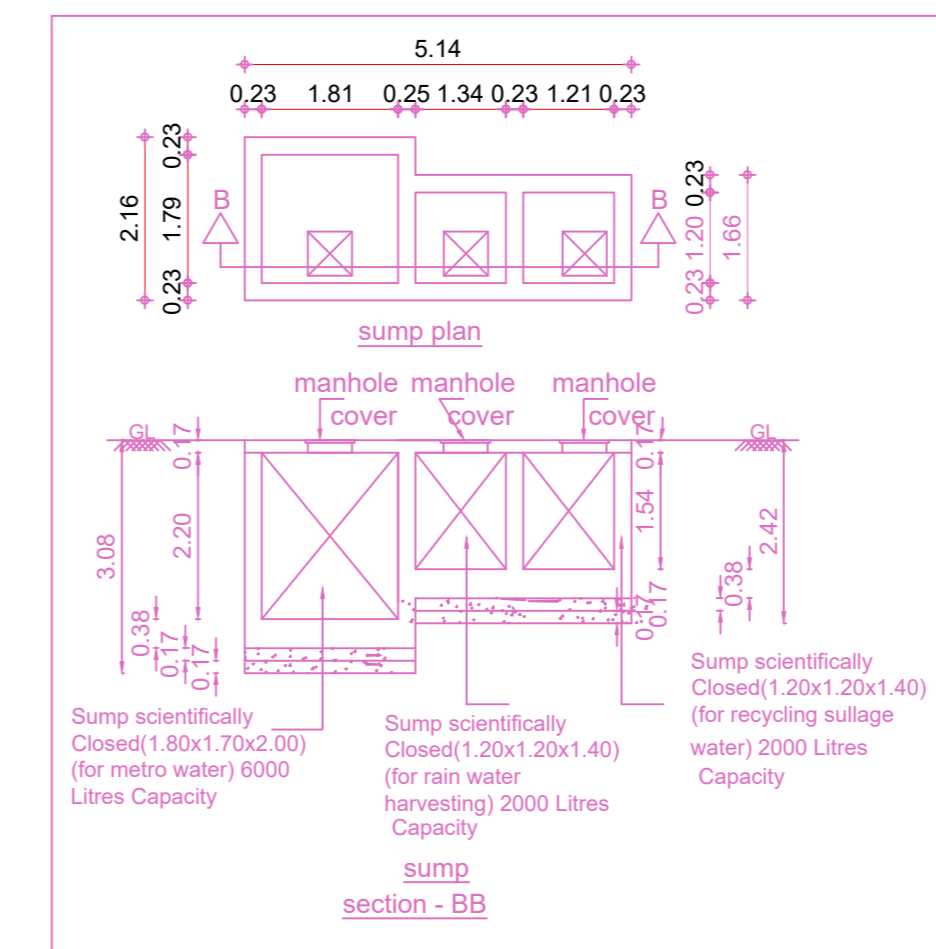 5.14
0.23 1.81 0.25 1.34 0.23 1.21 0.23
2.16
0.23
1.79
0.23
B
B
0.23
1.20
0.23
1.66
sump plan
manhole cover
manhole cover
manhole cover
GL
GL
0.17
2.20
3.08
0.38
0.17
0.17
0.17
1.54
2.42
0.38
0.17
0.17
Sump scientifically
Closed(1.80x1.70x2.00)
(for metro water) 6000
Litres Capacity
Sump scientifically
Closed(1.20x1.20x1.40)
(for rain water
harvesting) 2000 Litres
Capacity
Sump scientifically
Closed(1.20x1.20x1.40)
(for recycling sullage
water) 2000 Litres
Capacity
sump
section - BB